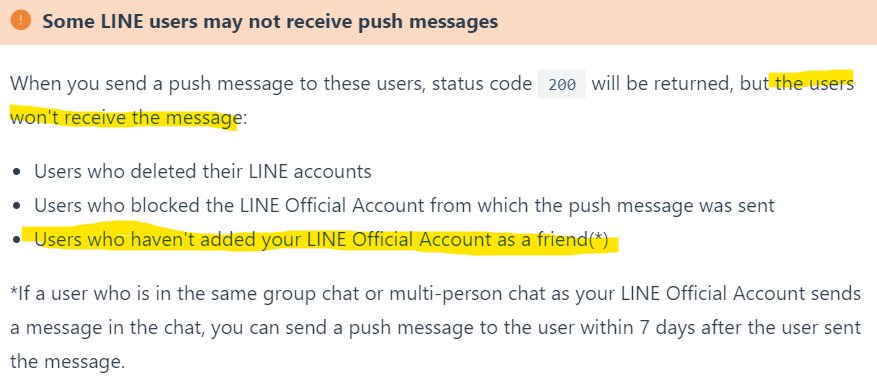 Some LINE users may not receive push messages
When you send a push message to these users, status code 200 will be returned, but the users
won't receive the message:
• Users who deleted their LINE accounts
• Users who blocked the LINE Official Account from which the push message was sent
• Users who haven't added your LINE Official Account as a friend(*)
*If a user who is in the same group chat or multi-person chat as your LINE Official Account sends
a message in the chat, you can send a push message to the user within 7 days after the user sent
the message.